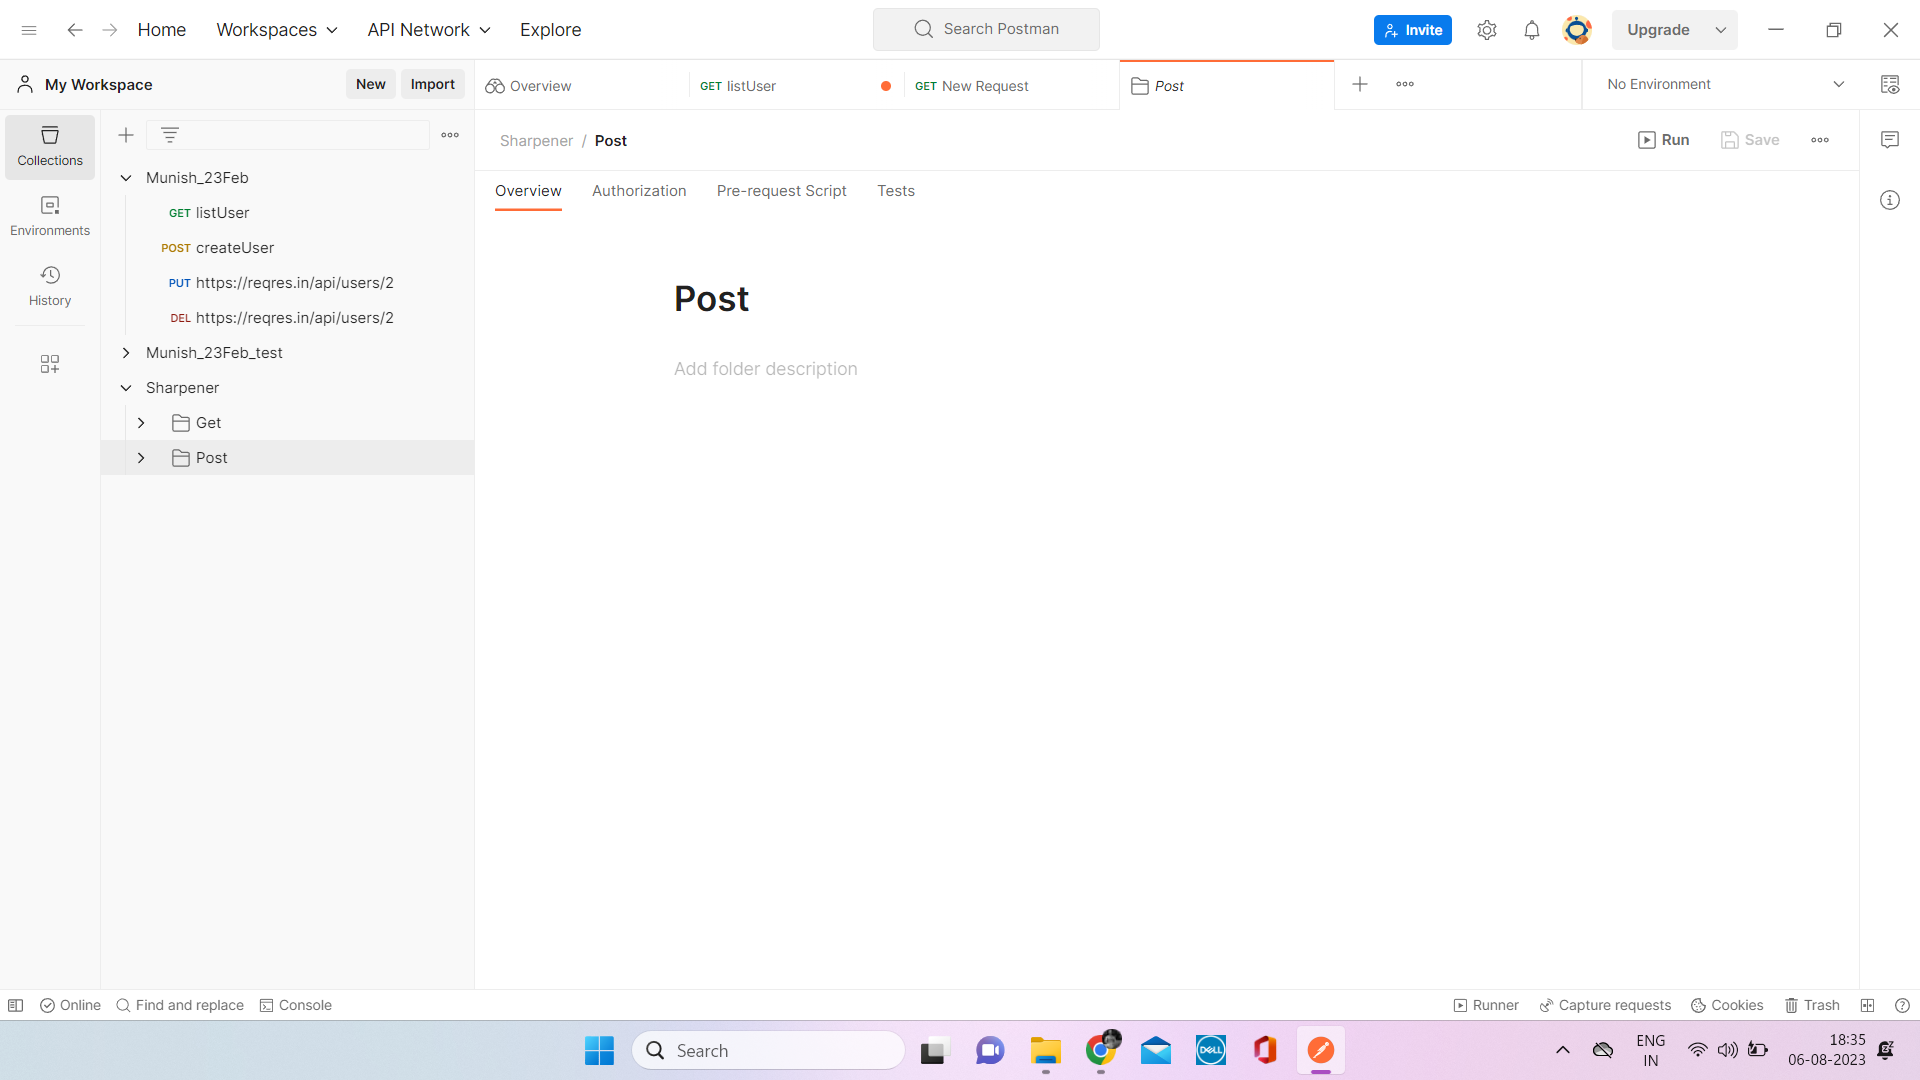 Home Workspaces API Network Explore Search Postman Invite Upgrade
My Workspace New Import Overview GET listUser GET New Request Post No Environment
Collections
Environments
History
Munish_23Feb
GET listUser
POST createUser
PUT https://reqres.in/api/users/2
DEL https://reqres.in/api/users/2
Munish_23Feb_test
Sharpener
Get
Post
Sharpener / Post Run Save
Overview Authorization Pre-request Script Tests
Post
Add folder description
Online Find and replace Console Runner Capture requests Cookies Trash
Search DELL ENG 18:35
IN 06-08-2023